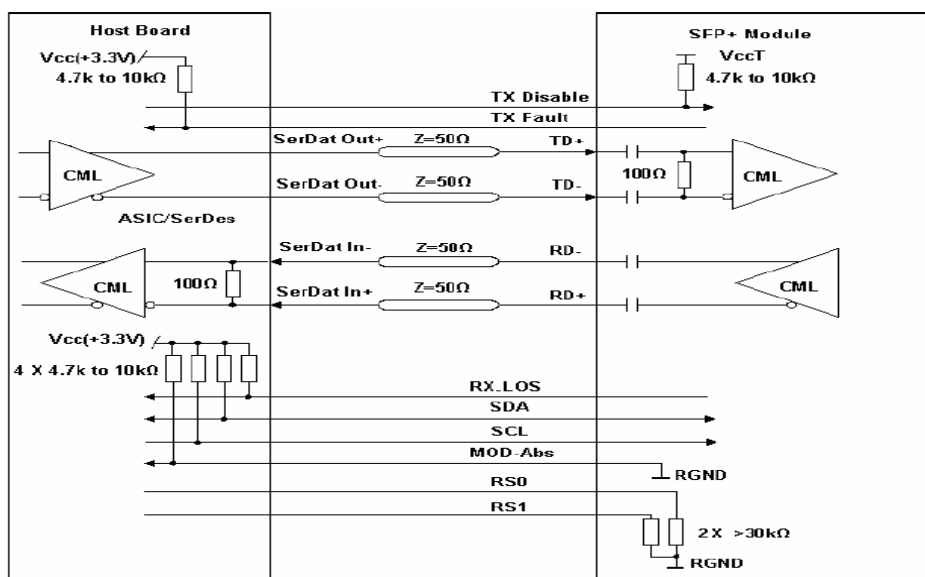 Host Board
SFP+ Module
Vcc(+3.3V)
4.7k to 10kΩ
VccT
4.7k to 10kΩ
TX Disable
TX Fault
SerDat Out+
Z=50Ω
TD+
CML
100Ω
CML
SerDat Out-
Z=50Ω
TD-
ASIC/SerDes
SerDat In-
Z=50Ω
RD-
CML
100Ω
SerDat In+
Z=50Ω
RD+
CML
Vcc(+3.3V)
4 X 4.7k to 10kΩ
RX-LOS
SDA
SCL
MOD-Abs
RGND
RS0
RS1
2 X >30kΩ
RGND